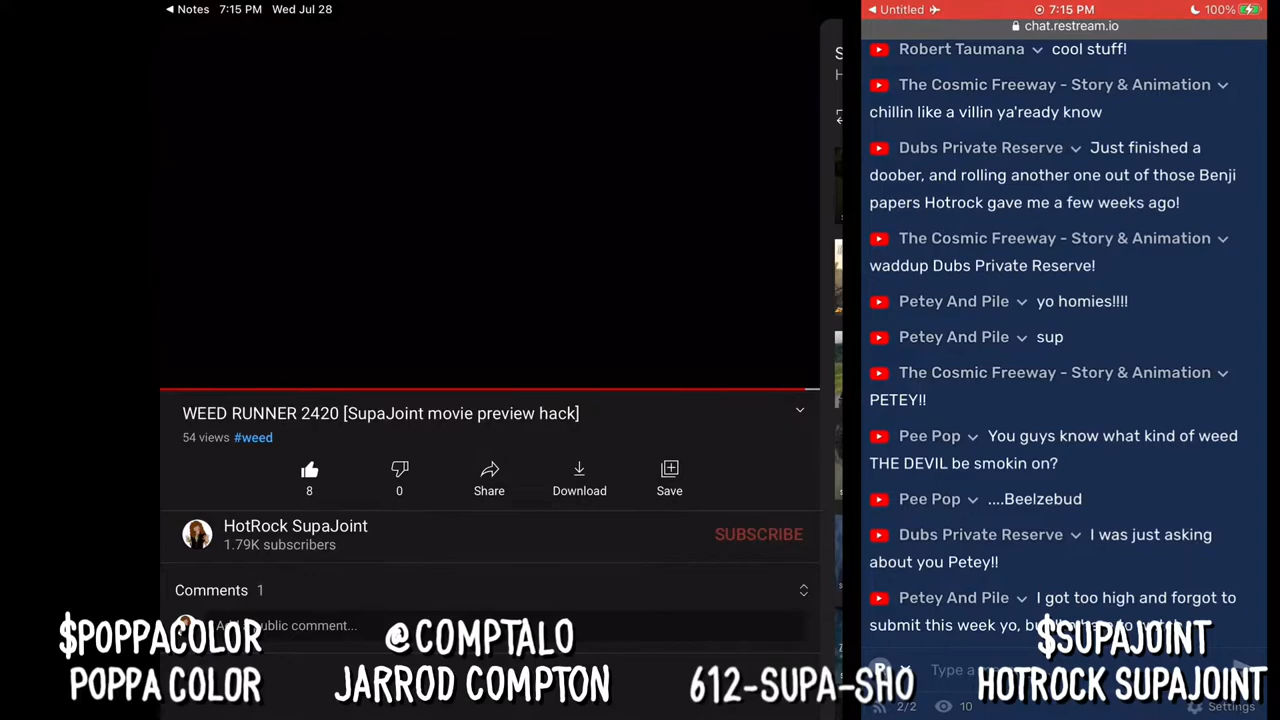 Notes 7:15 PM Wed Jul 28
WEED RUNNER 2420 [SupaJoint movie preview hack]
54 views #weed
8 0 Share Download Save
HotRock SupaJoint
1.79K subscribers
SUBSCRIBE
Comments 1
public comment...
Untitled 7:15 PM 100%
chat.restream.io
Robert Taumana cool stuff!
The Cosmic Freeway - Story & Animation
chillin like a villin ya'ready know
Dubs Private Reserve Just finished a
doober, and rolling another one out of those Benji
papers Hotrock gave me a few weeks ago!
The Cosmic Freeway - Story & Animation
waddup Dubs Private Reserve!
Petey And Pile yo homies!!!!
Petey And Pile sup
The Cosmic Freeway - Story & Animation
PETEY!!
Pee Pop You guys know what kind of weed
THE DEVIL be smokin on?
Pee Pop ....Beelzebud
Dubs Private Reserve I was just asking
about you Petey!!
Petey And Pile I got too high and forgot to
submit this week yo,
Type a
2/2 10 Settings
$POPPACOLOR
POPPA COLOR
@COMPTALO
JARROD COMPTON
612-SUPA-SHO
$SUPAJOINT
HOTROCK SUPAJOINT